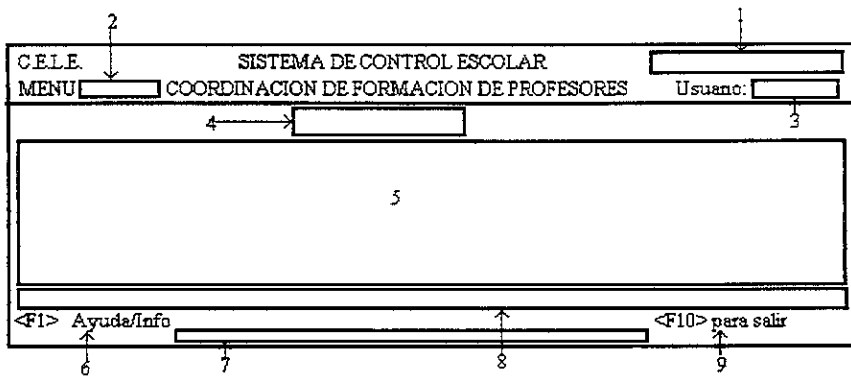 2 1
C.E.L.E. SISTEMA DE CONTROL ESCOLAR
MENU COORDINACION DE FORMACION DE PROFESORES Usuario:
4 3
5
<F1> Ayuda/Info <F10> para salir
6 7 8 9